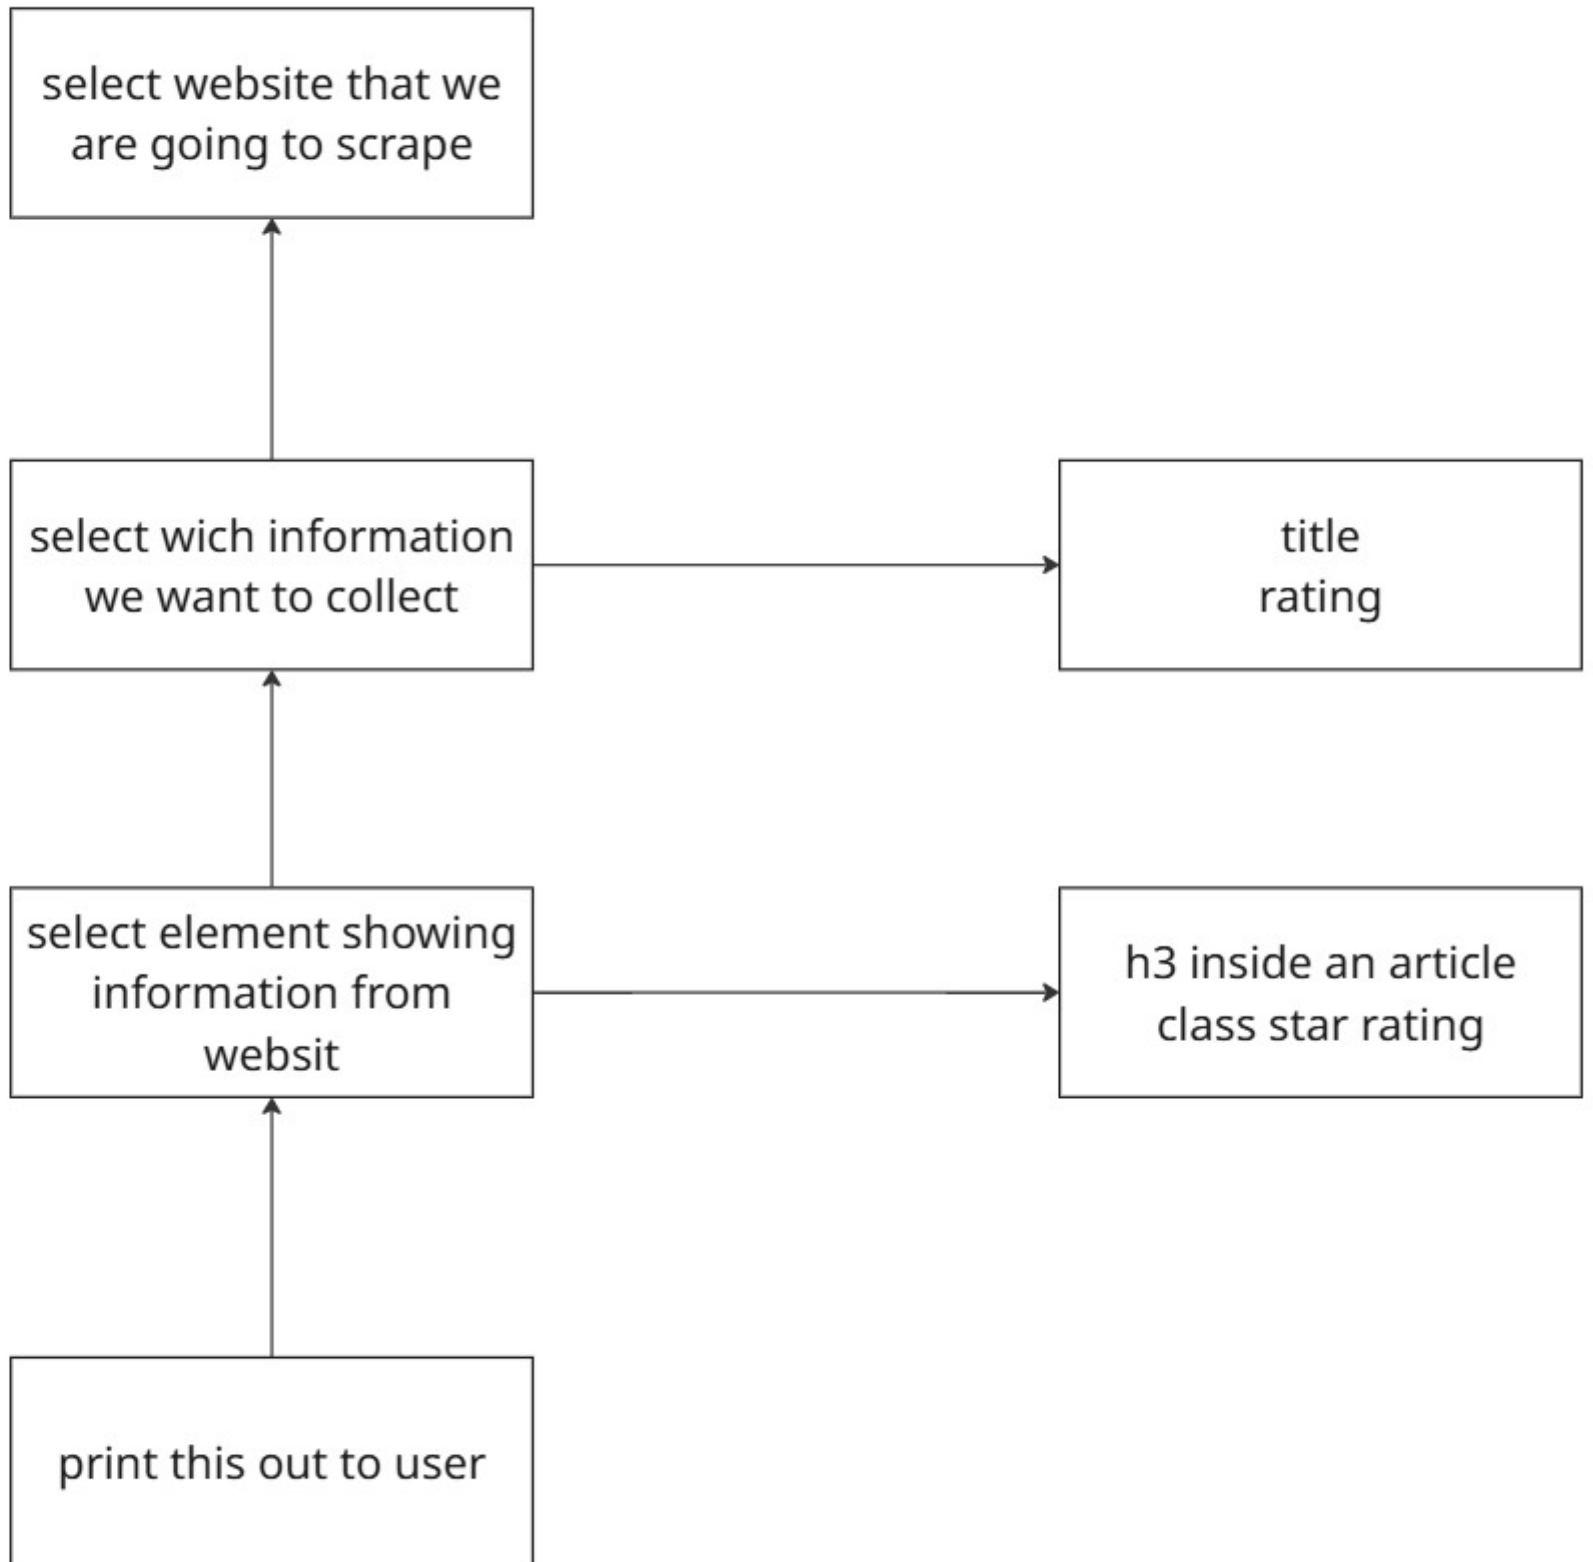 select website that we
are going to scrape
select wich information
we want to collect
title
rating
select element showing
information from
websit
h3 inside an article
class star rating
print this out to user